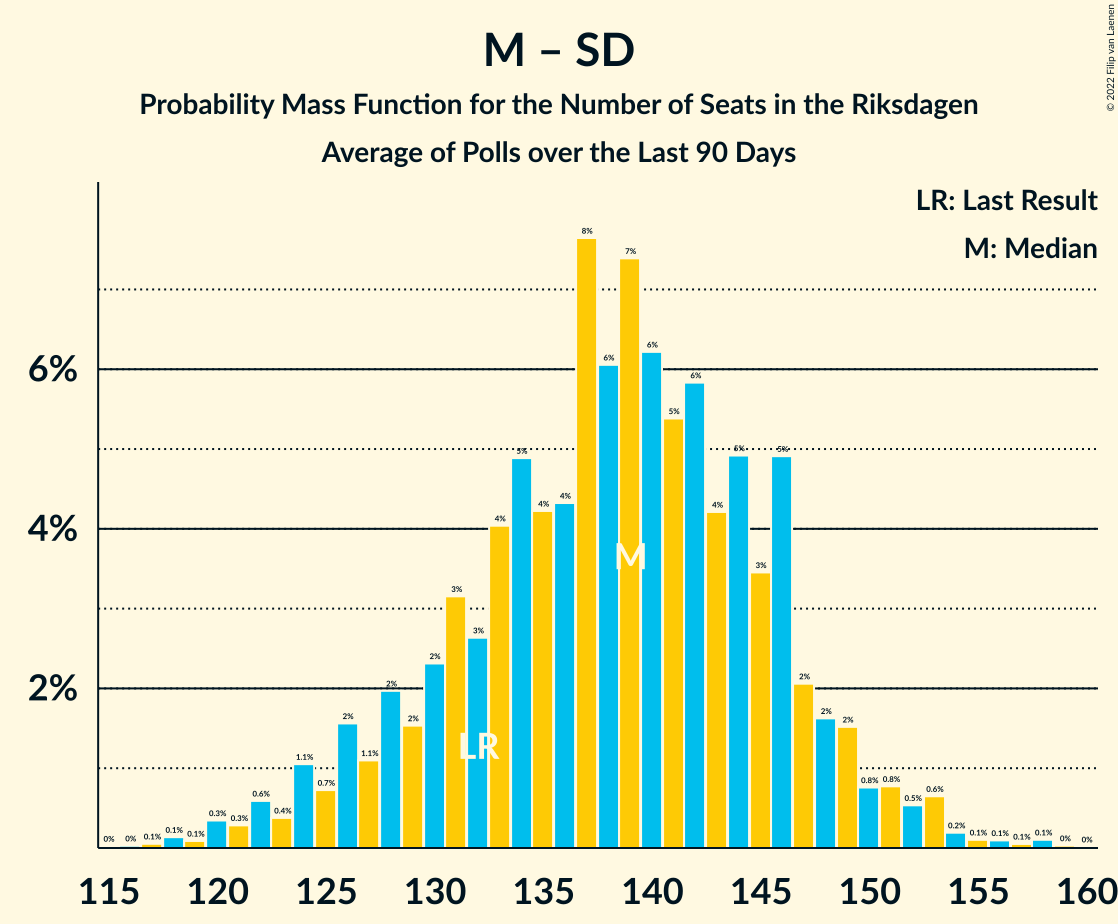 M – SD
Probability Mass Function for the Number of Seats in the Riksdagen
Average of Polls over the Last 90 Days
© 2022 Filip van Laenen
LR: Last Result
M: Median
6%
4%
2%
0% 0% 0.1% 0.1% 0.1% 0.3% 0.3% 0.6% 0.4% 1.1% 0.7% 2% 1.1% 2% 2% 2% 3% 3% 4% 5% 4% 4% 8% 6% 7% 6% 5% 6% 4% 5% 3% 5% 2% 2% 2% 0.8% 0.8% 0.5% 0.6% 0.2% 0.1% 0.1% 0.1% 0.1% 0% 0%
M
LR
115 120 125 130 135 140 145 150 155 160